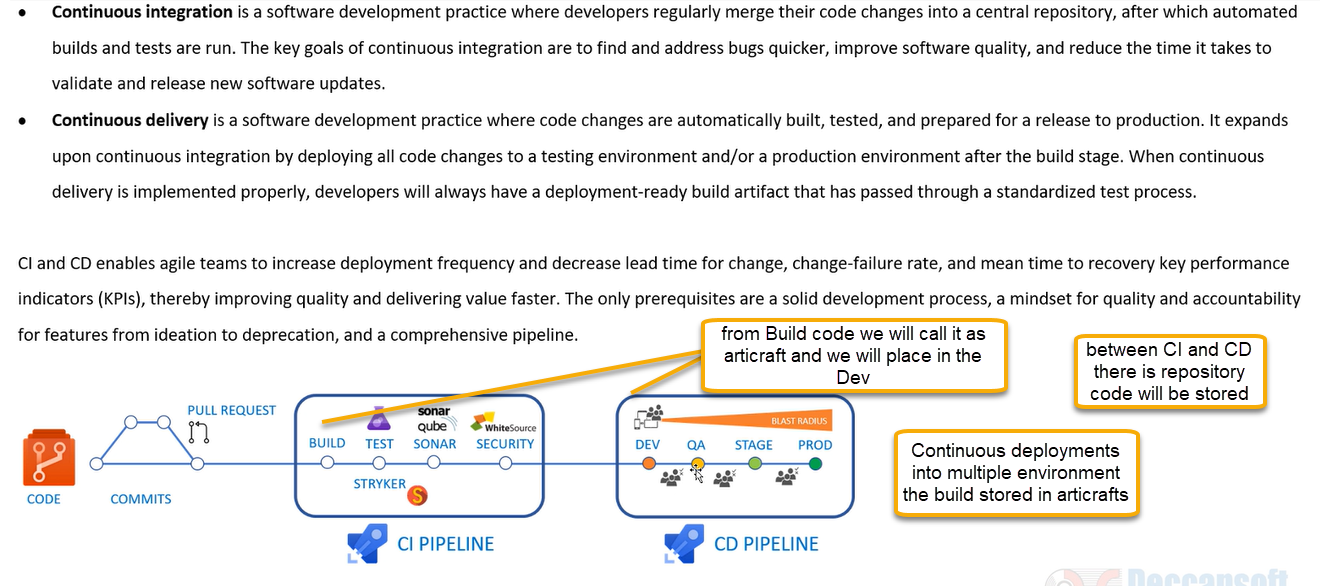 • Continuous integration is a software development practice where developers regularly merge their code changes into a central repository, after which automated
builds and tests are run. The key goals of continuous integration are to find and address bugs quicker, improve software quality, and reduce the time it takes to
validate and release new software updates.
• Continuous delivery is a software development practice where code changes are automatically built, tested, and prepared for a release to production. It expands
upon continuous integration by deploying all code changes to a testing environment and/or a production environment after the build stage. When continuous
delivery is implemented properly, developers will always have a deployment-ready build artifact that has passed through a standardized test process.
CI and CD enables agile teams to increase deployment frequency and decrease lead time for change, change-failure rate, and mean time to recovery key performance
indicators (KPIs), thereby improving quality and delivering value faster. The only prerequisites are a solid development process, a mindset for quality and accountability
for features from ideation to deprecation, and a comprehensive pipeline.
from Build code we will call it as
articraft and we will place in the
Dev
between CI and CD
there is repository
code will be stored
PULL REQUEST
sonar
qube
WhiteSource
BUILD TEST SONAR SECURITY
STRYKER
S
BLAST RADIUS
DEV QA STAGE PROD
Continuous deployments
into multiple environment
the build stored in articrafts
CODE
COMMITS
CI PIPELINE
CD PIPELINE
Deccansoft